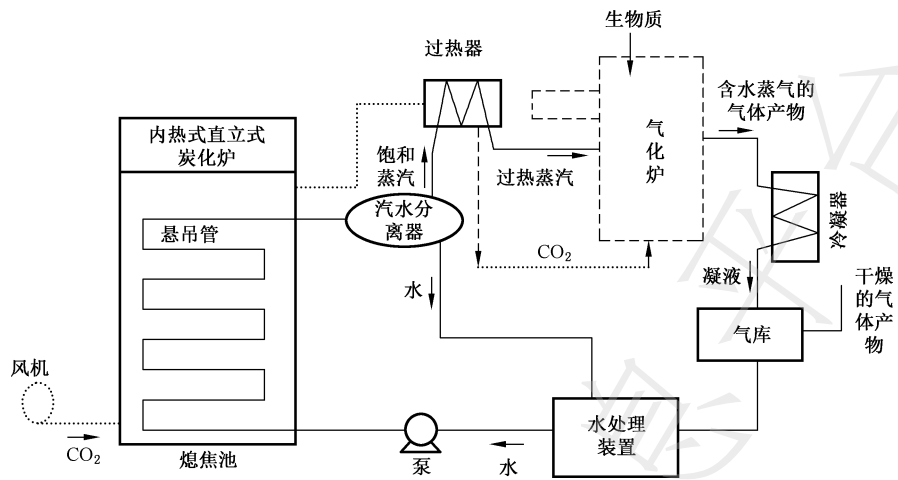 生物质
过热器
含水蒸气的
气体产物
内热式直立式
炭化炉
饱和
蒸汽
气化炉
过热蒸汽
汽水分
离器
悬吊管
冷凝器
CO₂
凝液
干燥
的气
体产
物
水
气库
风机
CO₂
水处理
装置
熄焦池
泵
水